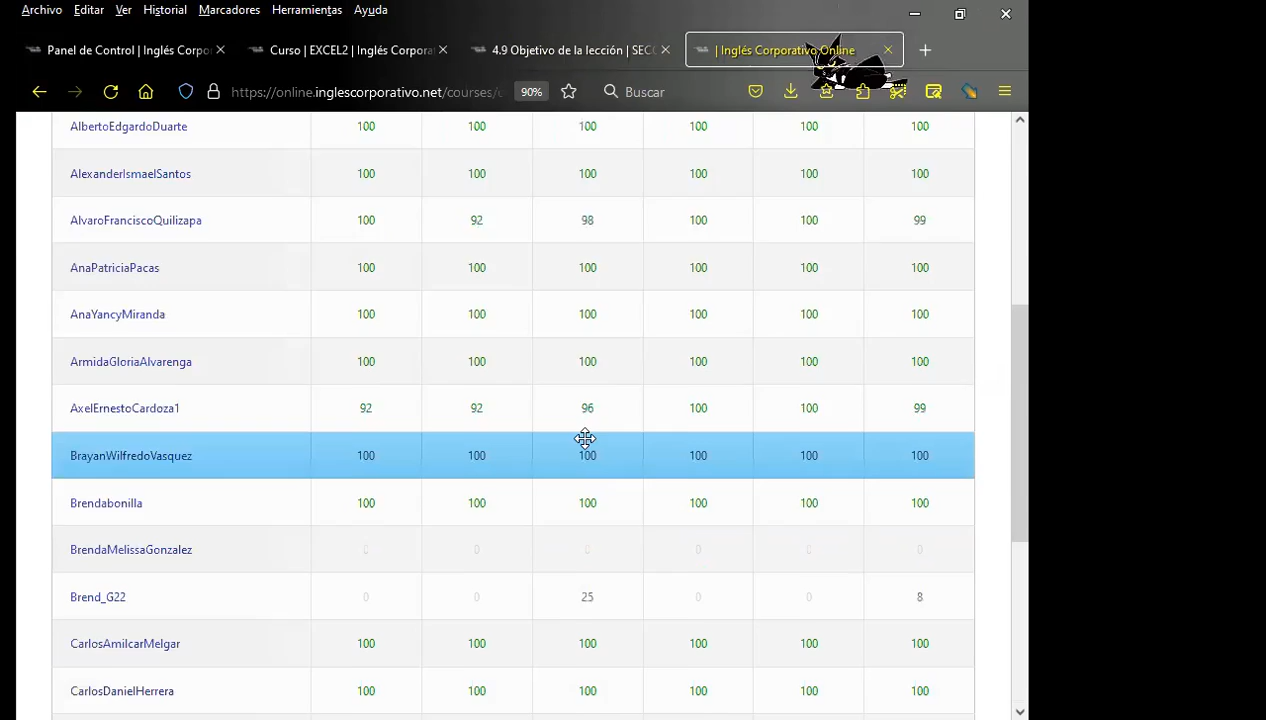 Archivo Editar Ver Historial Marcadores Herramientas Ayuda
Panel de Control | Inglés Corpor Curso | EXCEL2 | Inglés Corpora 4.9 Objetivo de la lección | SEC | Inglés Corporativo Online
https://online.inglescorporativo.net/courses/c 90% Buscar
AlbertoEdgardoDuarte 100 100 100 100 100 100
AlexanderIsmaelSantos 100 100 100 100 100 100
AlvaroFranciscoQuilizapa 100 92 98 100 100 99
AnaPatriciaPacas 100 100 100 100 100 100
AnaYancyMiranda 100 100 100 100 100 100
ArmidaGloriaAlvarenga 100 100 100 100 100 100
AxelErnestoCardoza1 92 92 96 100 100 99
BrayanWilfredoVasquez 100 100 100 100 100 100
Brendabonilla 100 100 100 100 100 100
BrendaMelissaGonzalez 0 0 0 0 0 0
Brend_G22 0 0 25 0 0 8
CarlosAmilcarMelgar 100 100 100 100 100 100
CarlosDanielHerrera 100 100 100 100 100 100